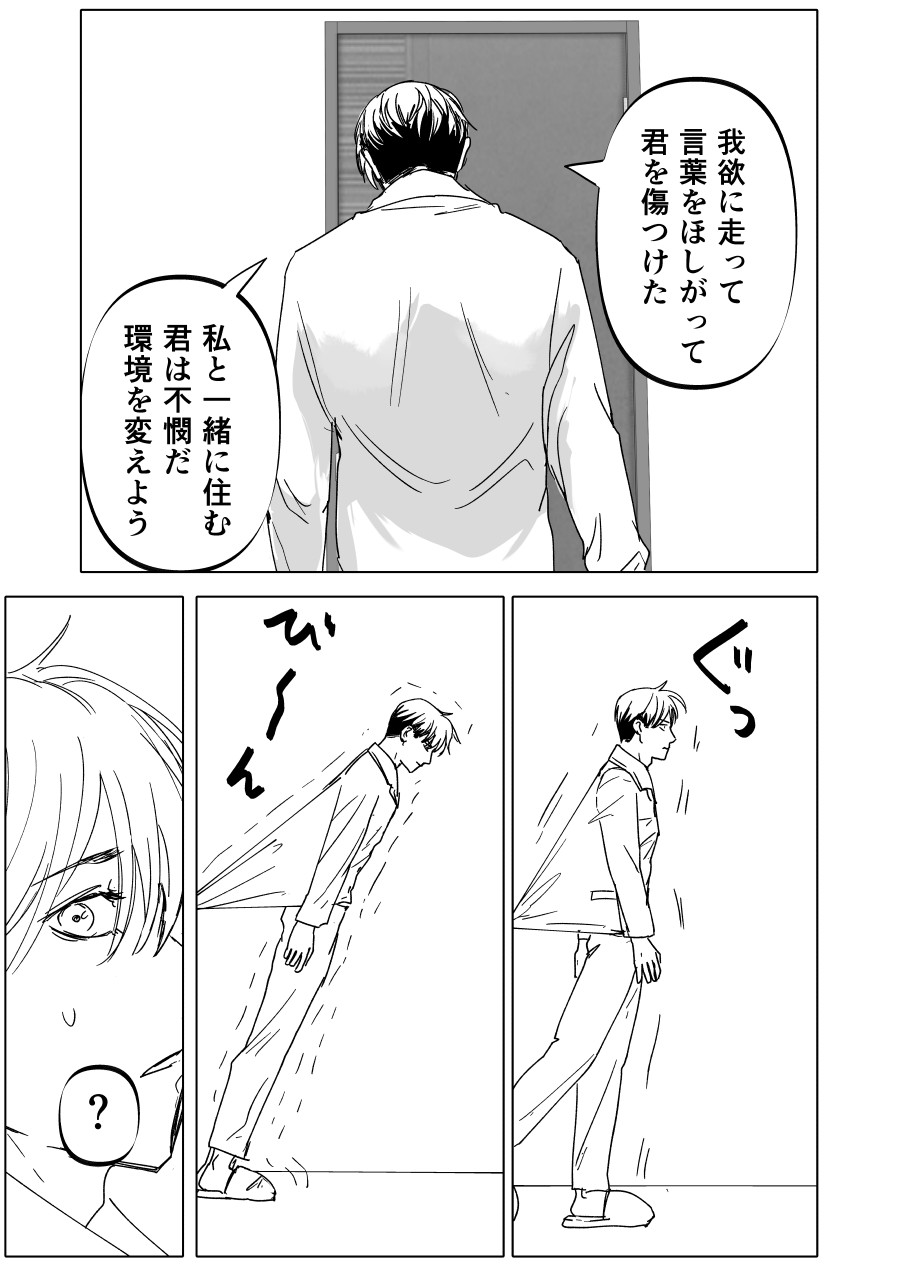 我欲に走って
言葉をほしがって
君を傷つけた
私と一緒に住む
君は不憫だ
環境を変えよう
ぐっ
び〜ん
？